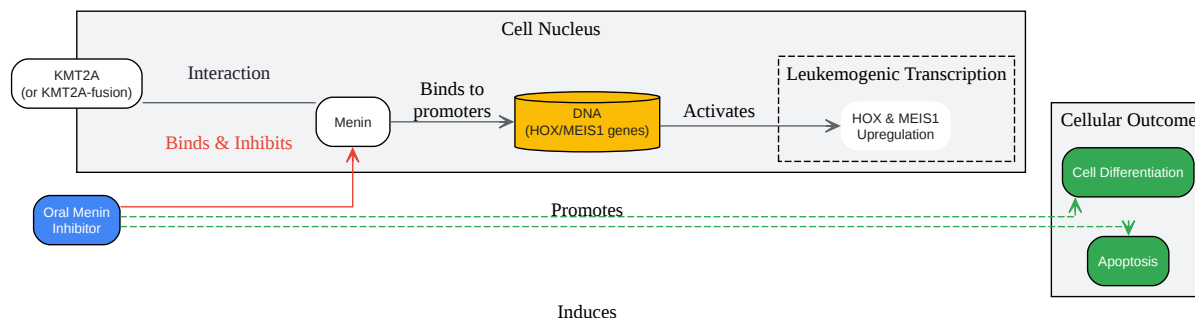 Cell Nucleus
KMT2A
(or KMT2A-fusion)
Interaction
Menin
Binds to
promoters
DNA
(HOX/MEIS1 genes)
Activates
Leukemogenic Transcription
HOX & MEIS1
Upregulation
Binds & Inhibits
Oral Menin
Inhibitor
Promotes
Induces
Cellular Outcome
Cell Differentiation
Apoptosis